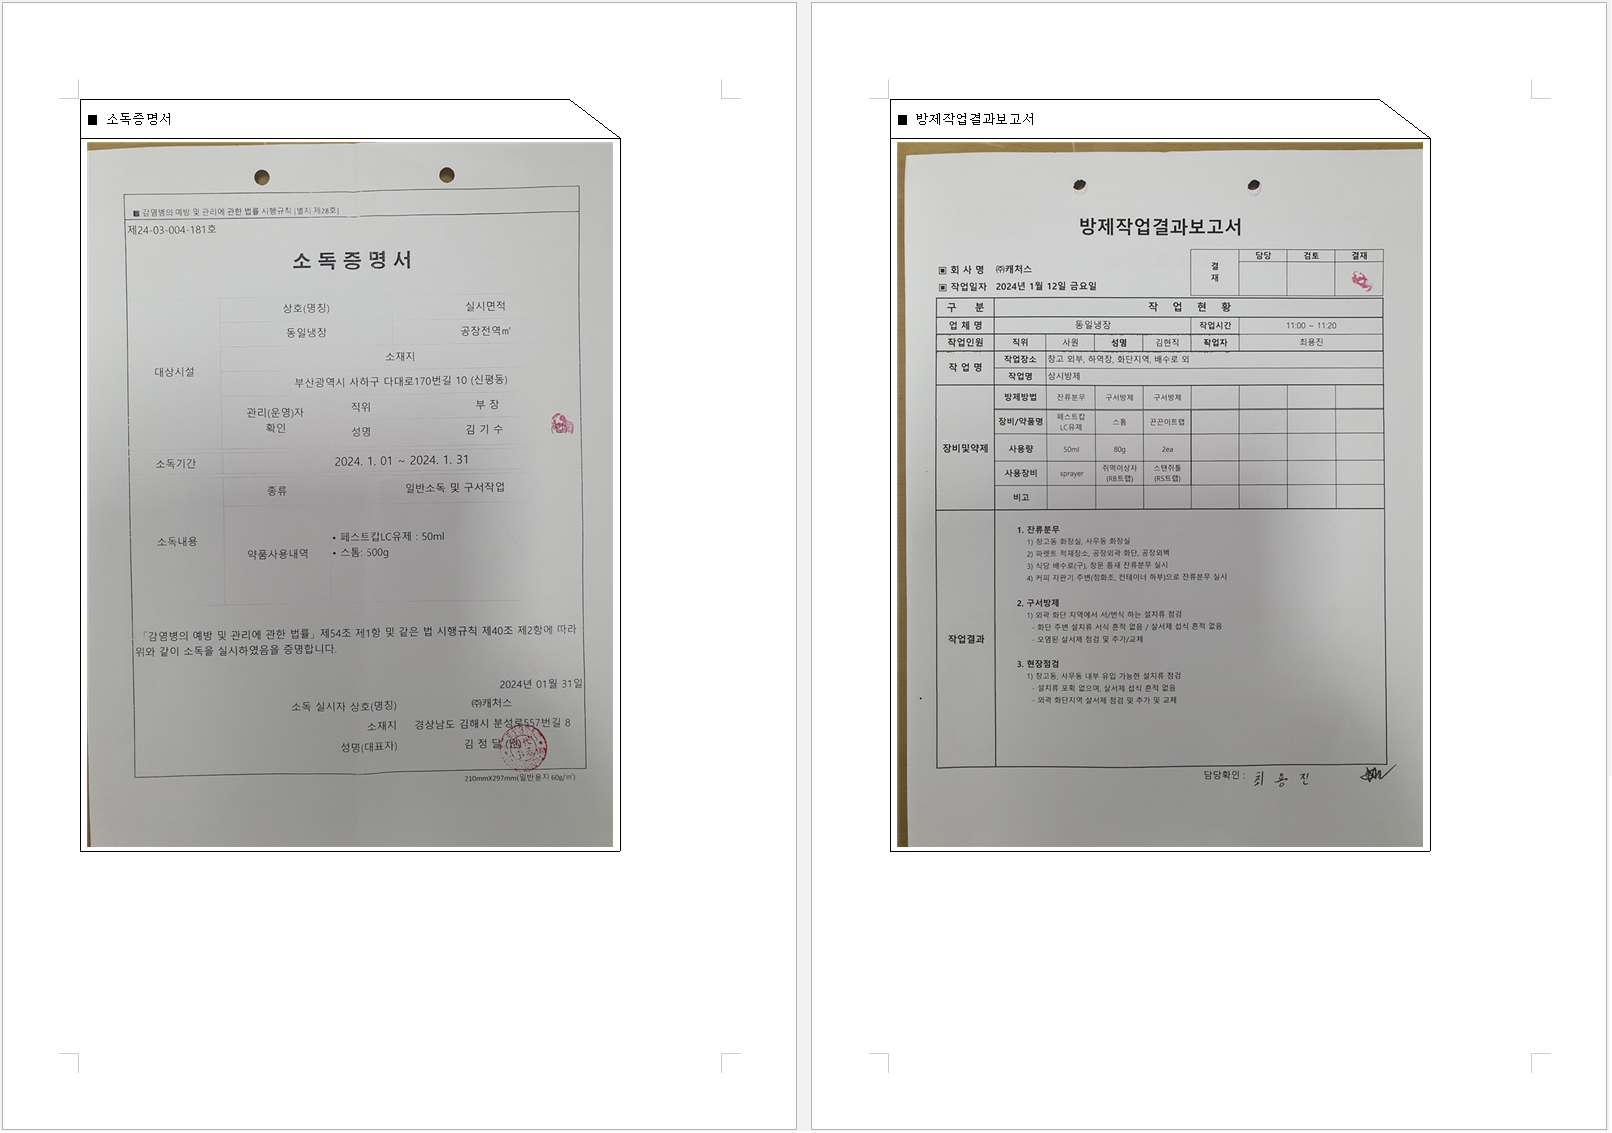 ■ 소독증명서
■ 감염병의 예방 및 관리에 관한 법률 시행규칙 [별지 제28호]
제24-03-004-181호
소독증명서
대상시설
상호(명칭) 실시면적
동일냉장 공장전역㎡
소재지
부산광역시 사하구 다대로170번길 10 (신평동)
관리(운영)자 확인
직위 부 장
성명 김 기 수
소독기간 2024. 1. 01 ~ 2024. 1. 31
소독내용
종류 일반소독 및 구서작업
약품사용내역
• 페스트캅LC유제 : 50ml
• 스톰: 500g
「감염병의 예방 및 관리에 관한 법률」제54조 제1항 및 같은 법 시행규칙 제40조 제2항에 따라
위와 같이 소독을 실시하였음을 증명합니다.
2024년 01월 31일
소독 실시자 상호(명칭) ㈜캐처스
소재지 경상남도 김해시 분성로557번길 8
성명(대표자) 김 정 달 (인)
210mmX297mm(일반용지 60g/㎡)
■ 방제작업결과보고서
방제작업결과보고서
결재 담당 검토 결재
▣ 회 사 명 ㈜캐처스
▣ 작업일자 2024년 1월 12일 금요일
구 분 작 업 현 황
업 체 명 동일냉장 작업시간 11:00 ~ 11:20
작업인원 직위 사원 성명 김현직 확인자 최용진
작 업 명
작업장소 창고 외부, 하역장, 화단지역, 배수로 외
작업명 상시방제
장비및약제
방제방법 잔류분무 구서방제 구서방제
장비/약품명 페스트캅LC유제 스톰 끈끈이트랩
사용량 50ml 80g 2ea
사용장비 sprayer 쥐먹이상자(RB트랩) 스텐쥐틀(RS트랩)
비고
작업결과
1. 잔류분무
1) 창고동 화장실, 사무동 화장실
2) 파렛트 적재장소, 공장외곽 화단, 공장외벽
3) 식당 배수로(구), 창문 틈새 잔류분무 실시
4) 커피 자판기 주변(정화조, 컨테이너 하부)으로 잔류분무 실시
2. 구서방제
1) 외곽 화단 지역에서 서/번식 하는 설치류 점검
- 화단 주변 설치류 서식 흔적 없음 / 살서제 섭식 흔적 없음
- 오염된 살서제 점검 및 추가/교체
3. 현장점검
1) 창고동, 사무동 내부 유입 가능한 설치류 점검
- 설치류 포획 없으며, 살서제 섭식 흔적 없음
- 외곽 화단지역 살서제 점검 및 추가 및 교체
담당확인 : 최 용 진